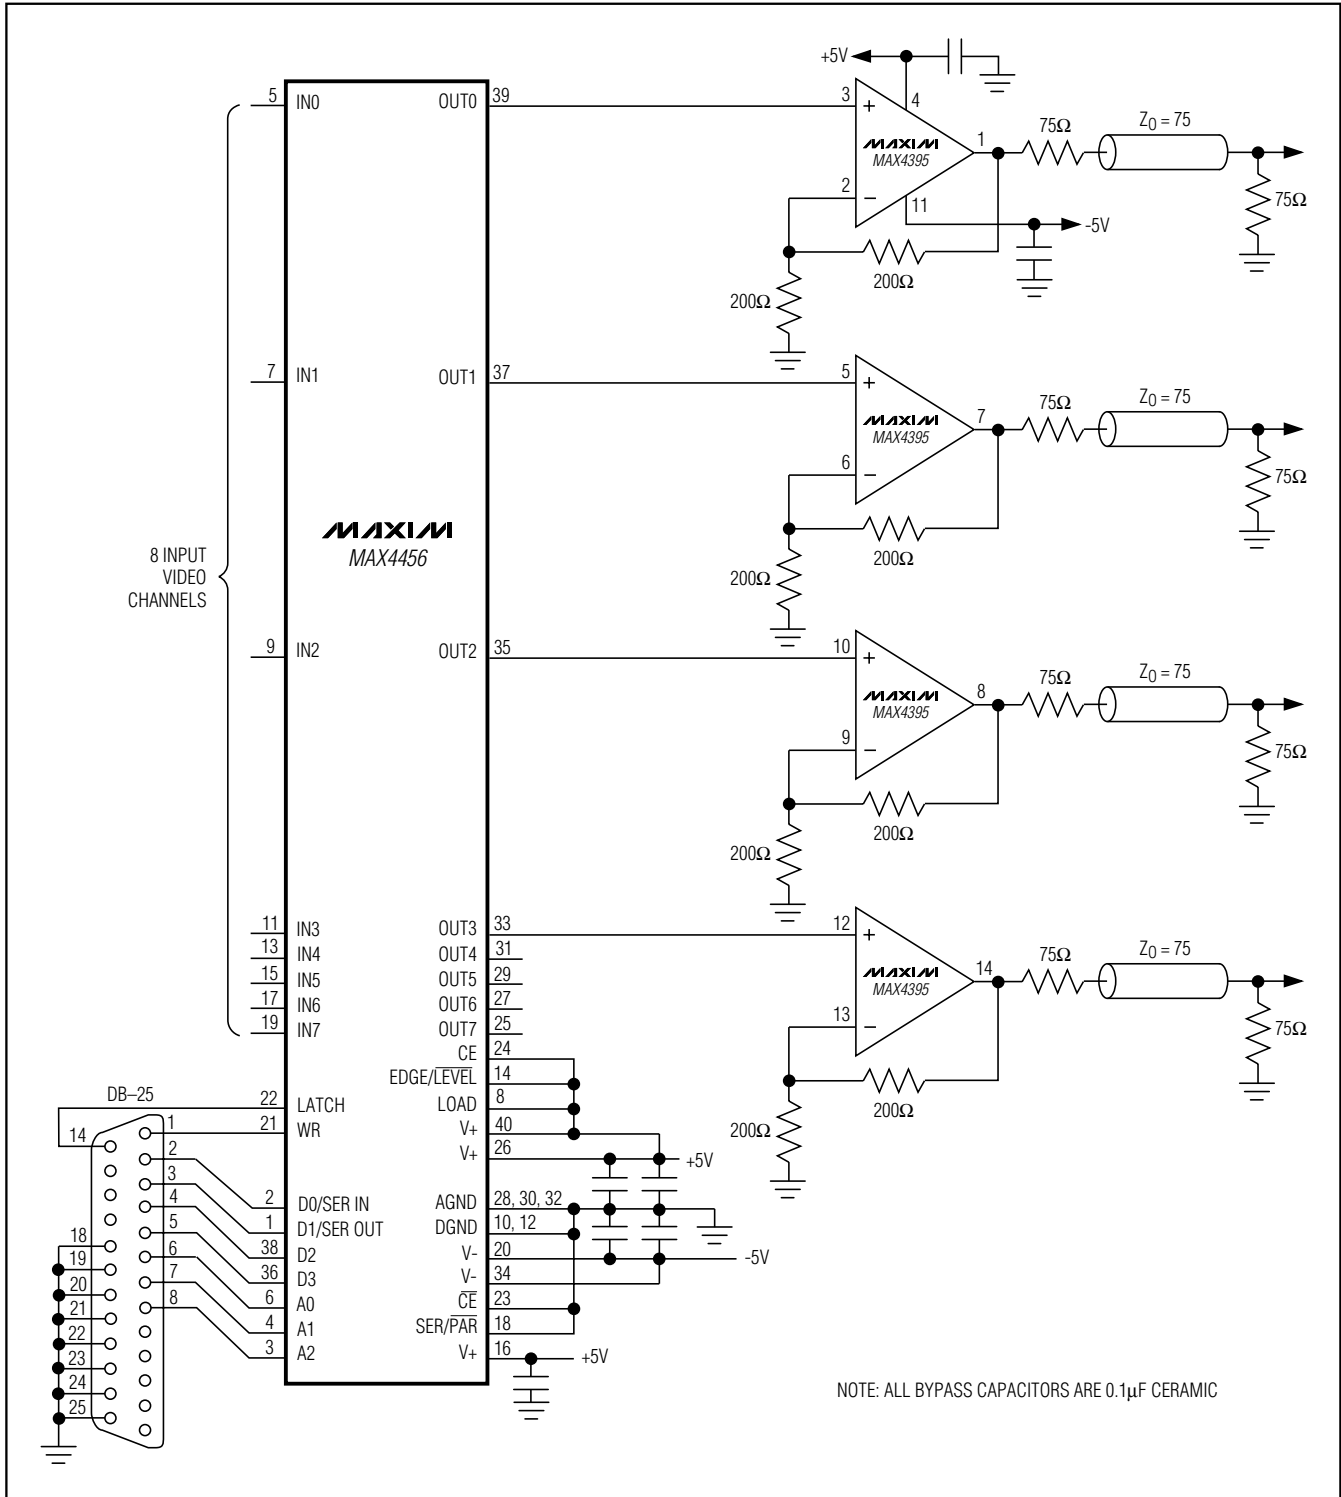 +5V
5 IN0 OUT0 39 3 + 4
MAXIM
MAX4395
1 75Ω Z0 = 75
75Ω
2 − 11
-5V
200Ω
200Ω
7 IN1 OUT1 37 5 +
MAXIM
MAX4395
7 75Ω Z0 = 75
75Ω
6 −
200Ω
200Ω
MAXIM
MAX4456
8 INPUT
VIDEO
CHANNELS
9 IN2 OUT2 35 10 +
MAXIM
MAX4395
8 75Ω Z0 = 75
75Ω
9 −
200Ω
200Ω
11 IN3 OUT3 33 12 +
13 IN4 OUT4 31
15 IN5 OUT5 29
17 IN6 OUT6 27
19 IN7 OUT7 25
MAXIM
MAX4395
14 75Ω Z0 = 75
75Ω
13 −
200Ω
200Ω
CE 24
EDGE/L̅E̅V̅E̅L̅ 14
LOAD 8
V+ 40
V+ 26 +5V
AGND 28, 30, 32
DGND 10, 12
V- 20 -5V
V- 34
C̅E̅ 23
SER/P̅A̅R̅ 18
V+ 16 +5V
DB–25
22 LATCH
21 WR
2 D0/SER IN
1 D1/SER OUT
38 D2
36 D3
6 A0
4 A1
3 A2
14 1
2
3
4
18 5
19 6
20 7
21 8
22
23
24
25
NOTE: ALL BYPASS CAPACITORS ARE 0.1µF CERAMIC